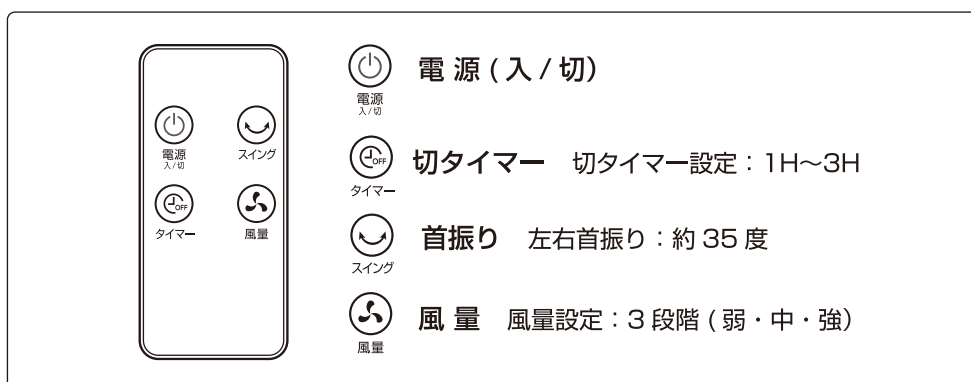 電源
入/切
スイング
OFF
タイマー
風量
電源
入/切
電 源 ( 入 / 切)
OFF
タイマー
切タイマー 切タイマー設定：1H～3H
スイング
首振り 左右首振り：約 35 度
風量
風 量 風量設定：3 段階 ( 弱・中・強)